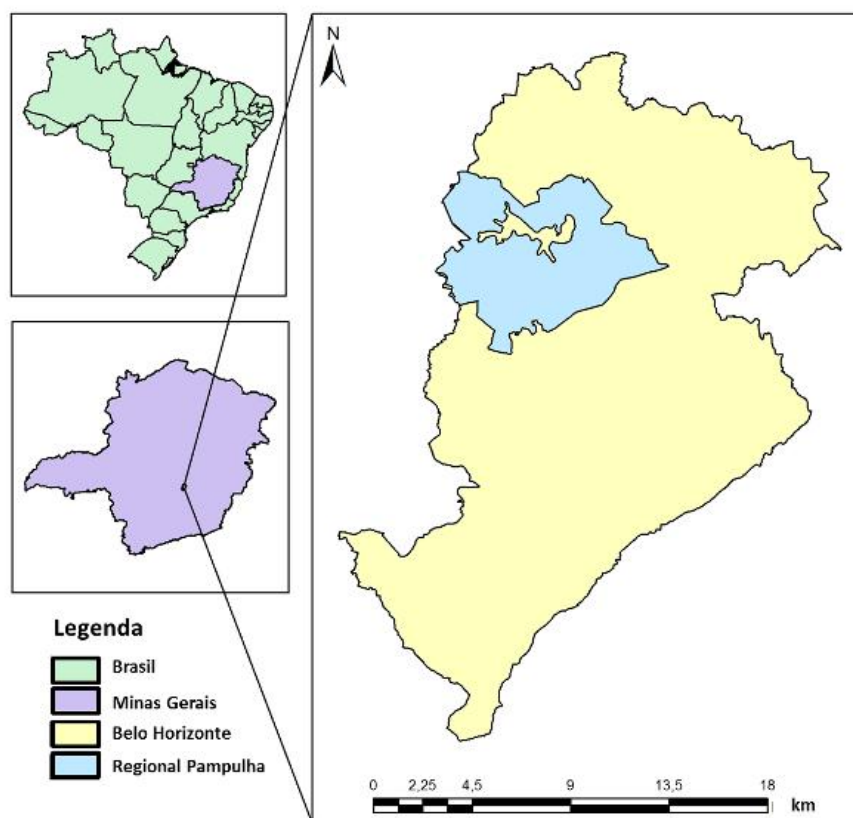 N
Legenda
Brasil
Minas Gerais
Belo Horizonte
Regional Pampulha
0 2,25 4,5 9 13,5 18
km